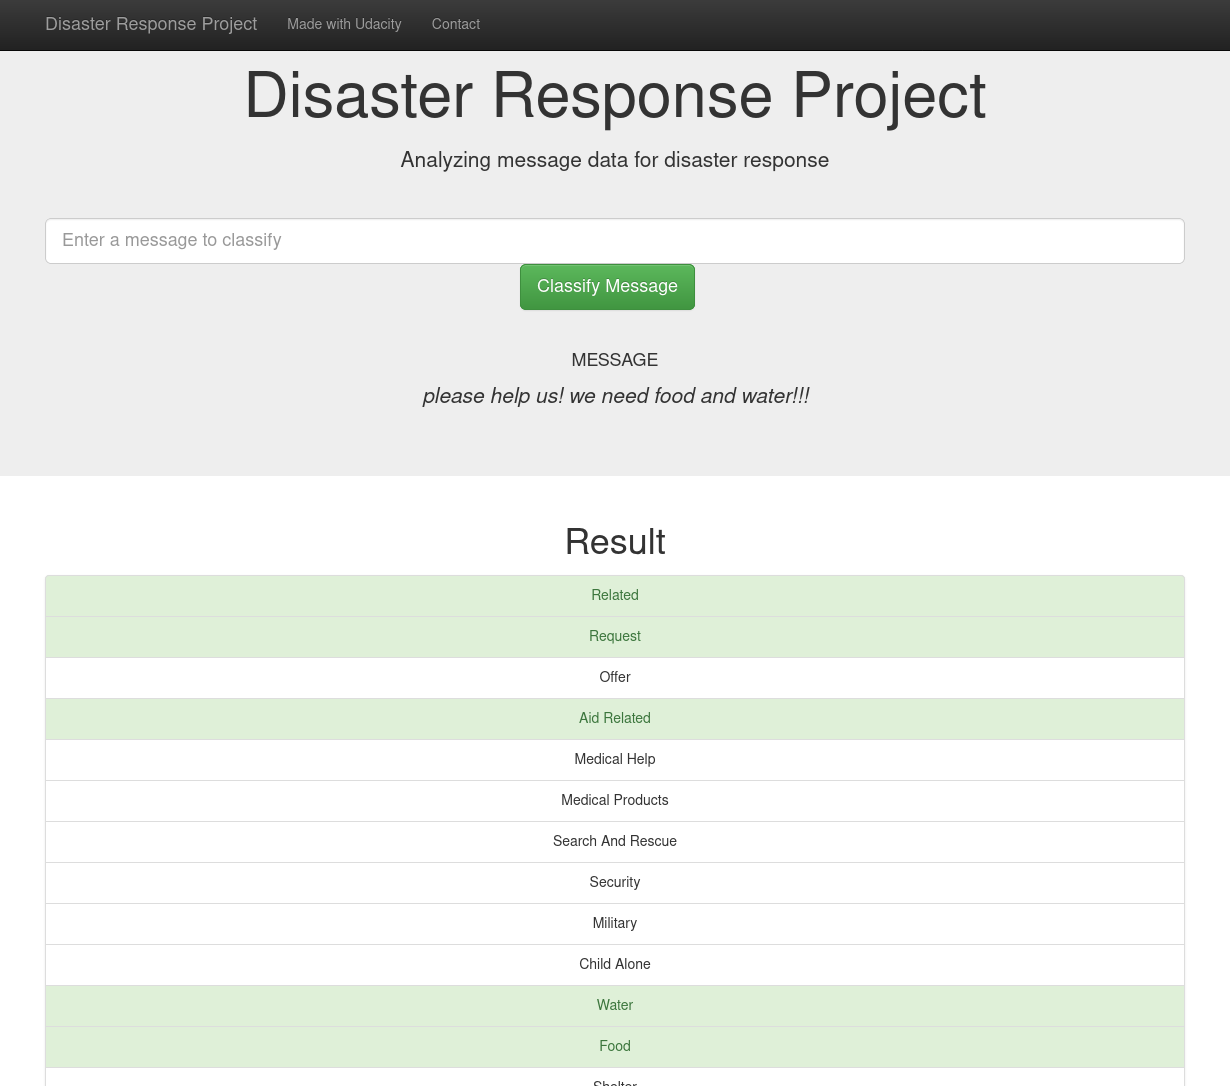 Disaster Response Project Made with Udacity Contact
Disaster Response Project
Analyzing message data for disaster response
Enter a message to classify
Classify Message
MESSAGE
please help us! we need food and water!!!
Result
Related
Request
Offer
Aid Related
Medical Help
Medical Products
Search And Rescue
Security
Military
Child Alone
Water
Food
Shelter